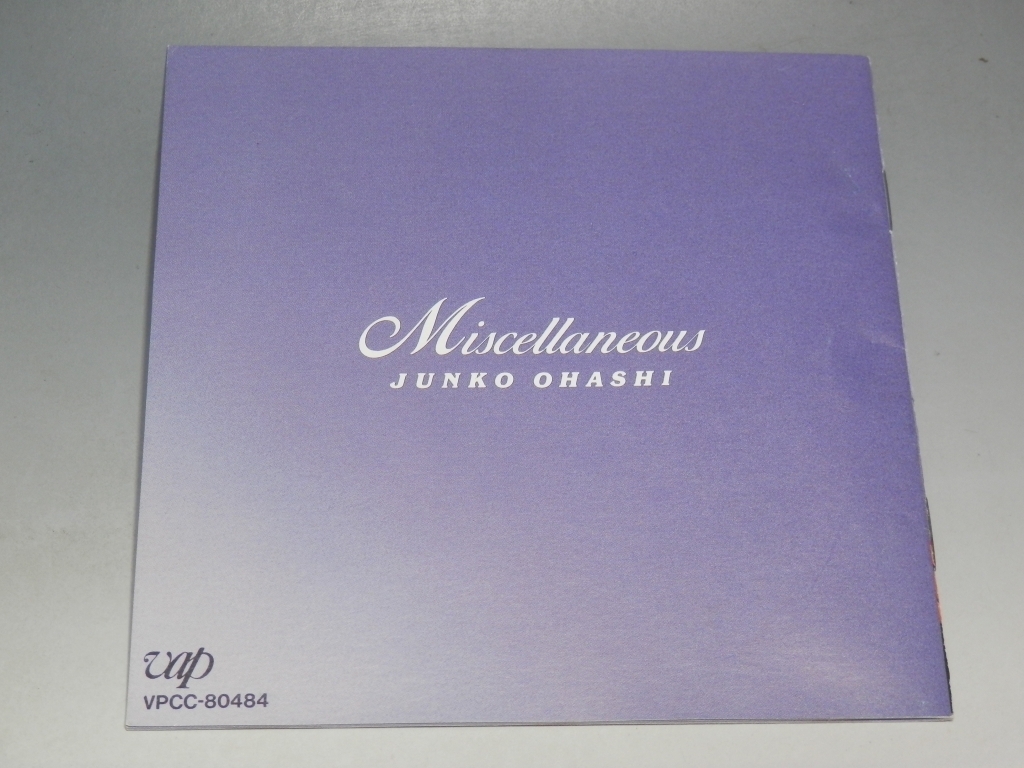 Miscellaneous
JUNKO OHASHI
vap
VPCC-80484